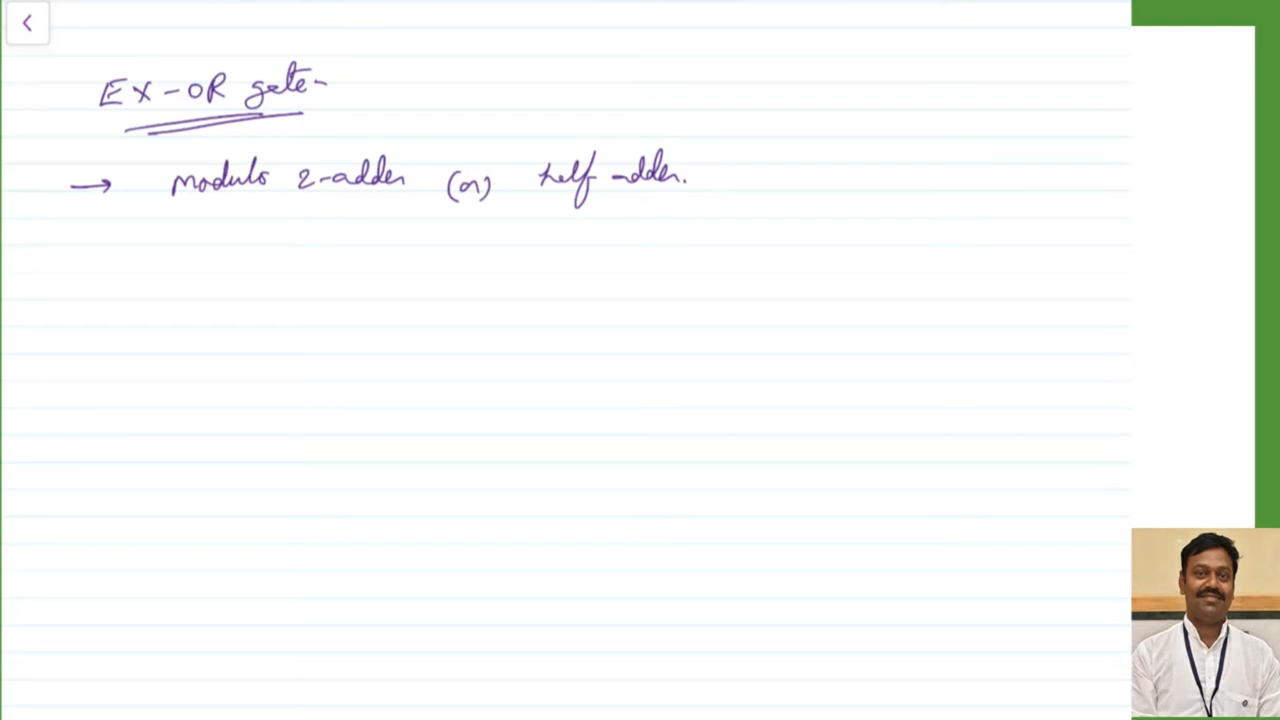 EX-OR gate-
→ Modulo 2-adder (or) half adder.